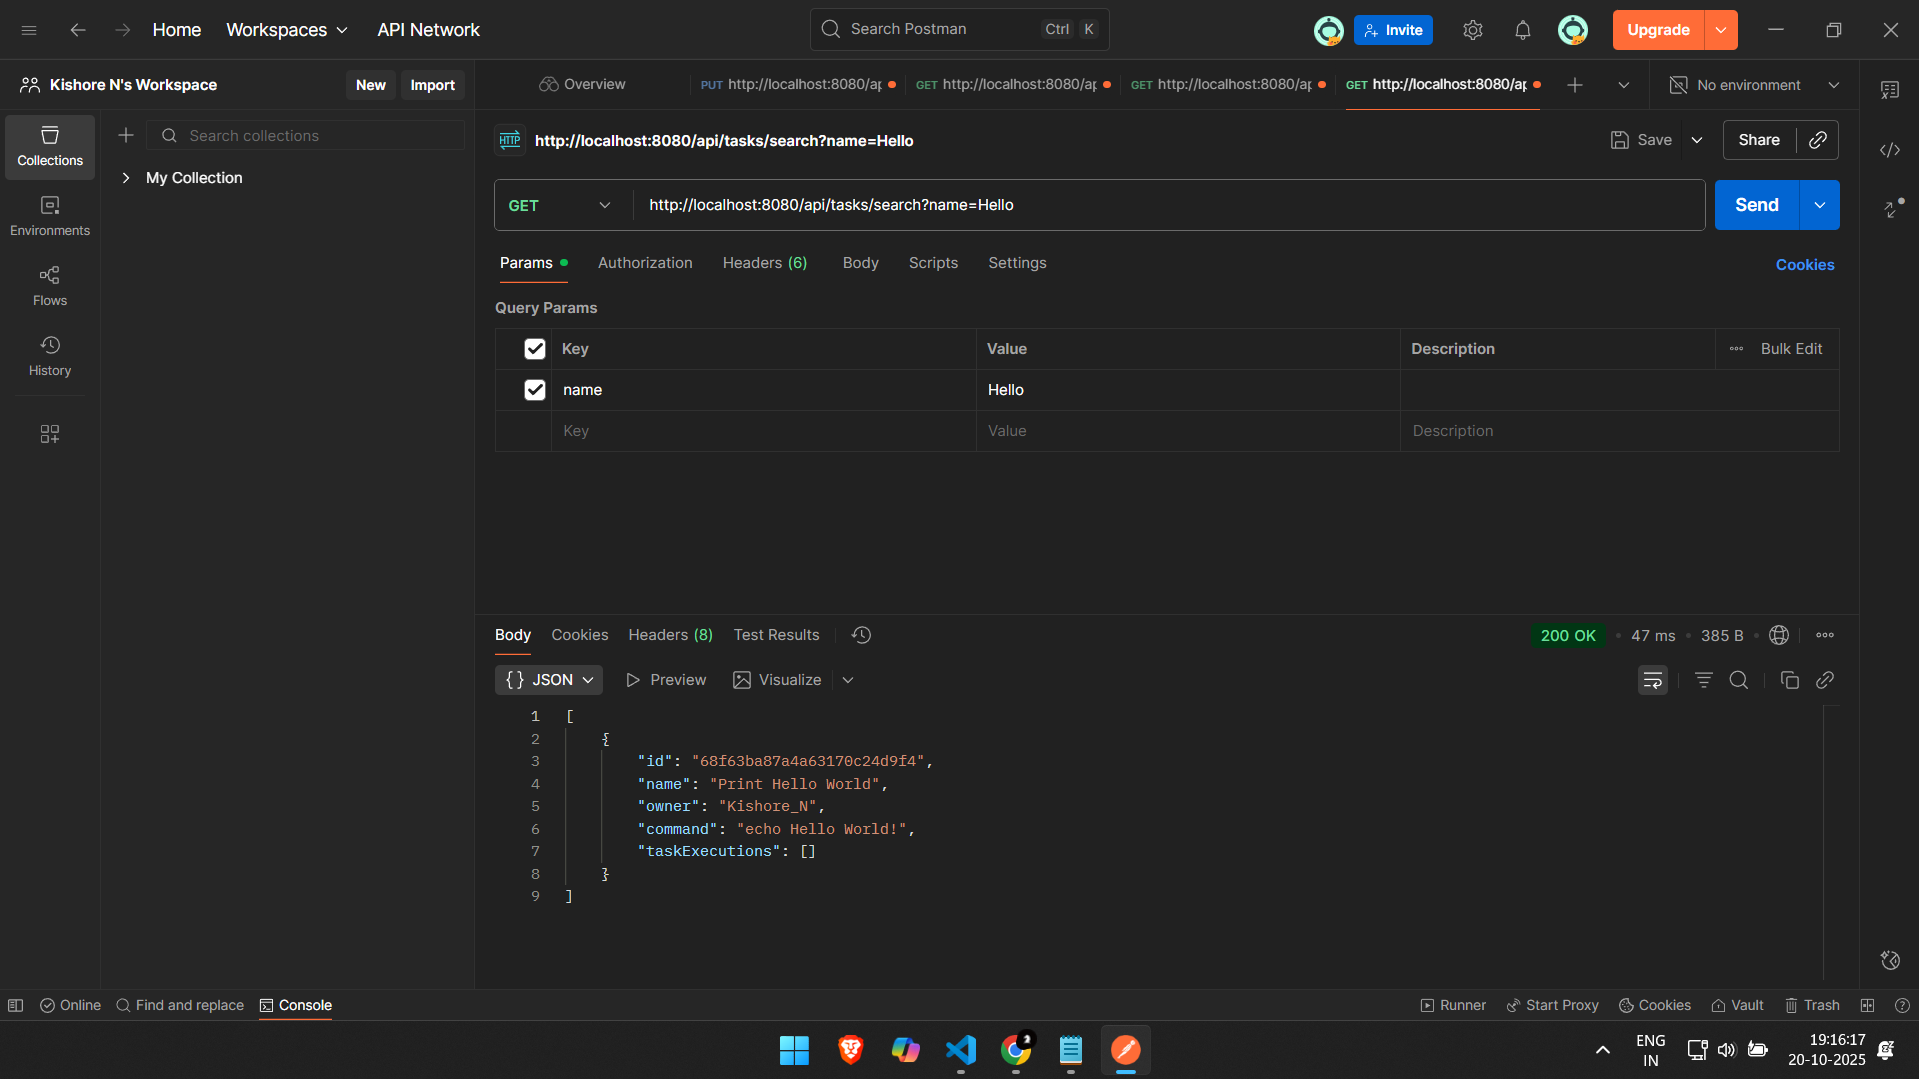 Home Workspaces API Network Search Postman Ctrl K Invite Upgrade
Kishore N's Workspace New Import Overview PUT http://localhost:8080/ap GET http://localhost:8080/ap GET http://localhost:8080/ap GET http://localhost:8080/ap No environment
Collections
Environments
Flows
History
Search collections
My Collection
HTTP http://localhost:8080/api/tasks/search?name=Hello Save Share
GET http://localhost:8080/api/tasks/search?name=Hello Send
Params Authorization Headers (6) Body Scripts Settings Cookies
Query Params
Key Value Description Bulk Edit
name Hello
Key Value Description
Body Cookies Headers (8) Test Results 200 OK 47 ms 385 B
{} JSON Preview Visualize
1 [
2 {
3 "id": "68f63ba87a4a63170c24d9f4",
4 "name": "Print Hello World",
5 "owner": "Kishore_N",
6 "command": "echo Hello World!",
7 "taskExecutions": []
8 }
9 ]
Online Find and replace Console Runner Start Proxy Cookies Vault Trash
ENG
IN
19:16:17
20-10-2025